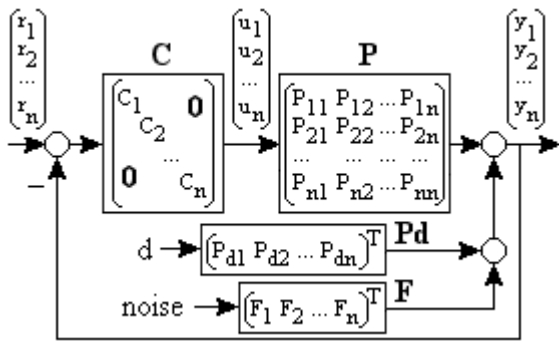 r1
r2
...
rn
C
C1 0
C2
...
0 Cn
u1
u2
...
un
P
P11 P12 ... P1n
P21 P22 ... P2n
... ... ... ...
Pn1 Pn2 ... Pnn
y1
y2
...
yn
−
d
(Pd1 Pd2 ... Pdn)T
Pd
noise
(F1 F2 ... Fn)T
F